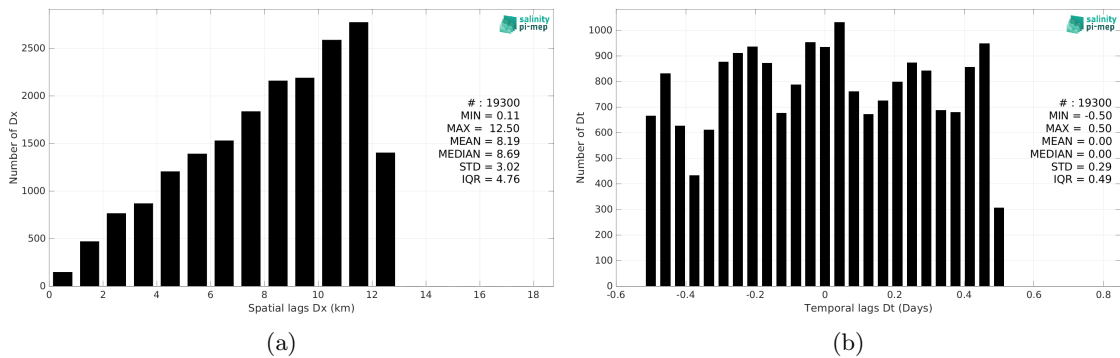 salinity
pi-mep
2500
2000
1500
1000
500
0
Number of Dx
# : 19300
MIN = 0.11
MAX = 12.50
MEAN = 8.19
MEDIAN = 8.69
STD = 3.02
IQR = 4.76
0 2 4 6 8 10 12 14 16 18
Spatial lags Dx (km)
(a)
salinity
pi-mep
1000
900
800
700
600
500
400
300
200
100
0
Number of Dt
# : 19300
MIN = -0.50
MAX = 0.50
MEAN = 0.00
MEDIAN = 0.00
STD = 0.29
IQR = 0.49
-0.6 -0.4 -0.2 0 0.2 0.4 0.6 0.8
Temporal lags Dt (Days)
(b)